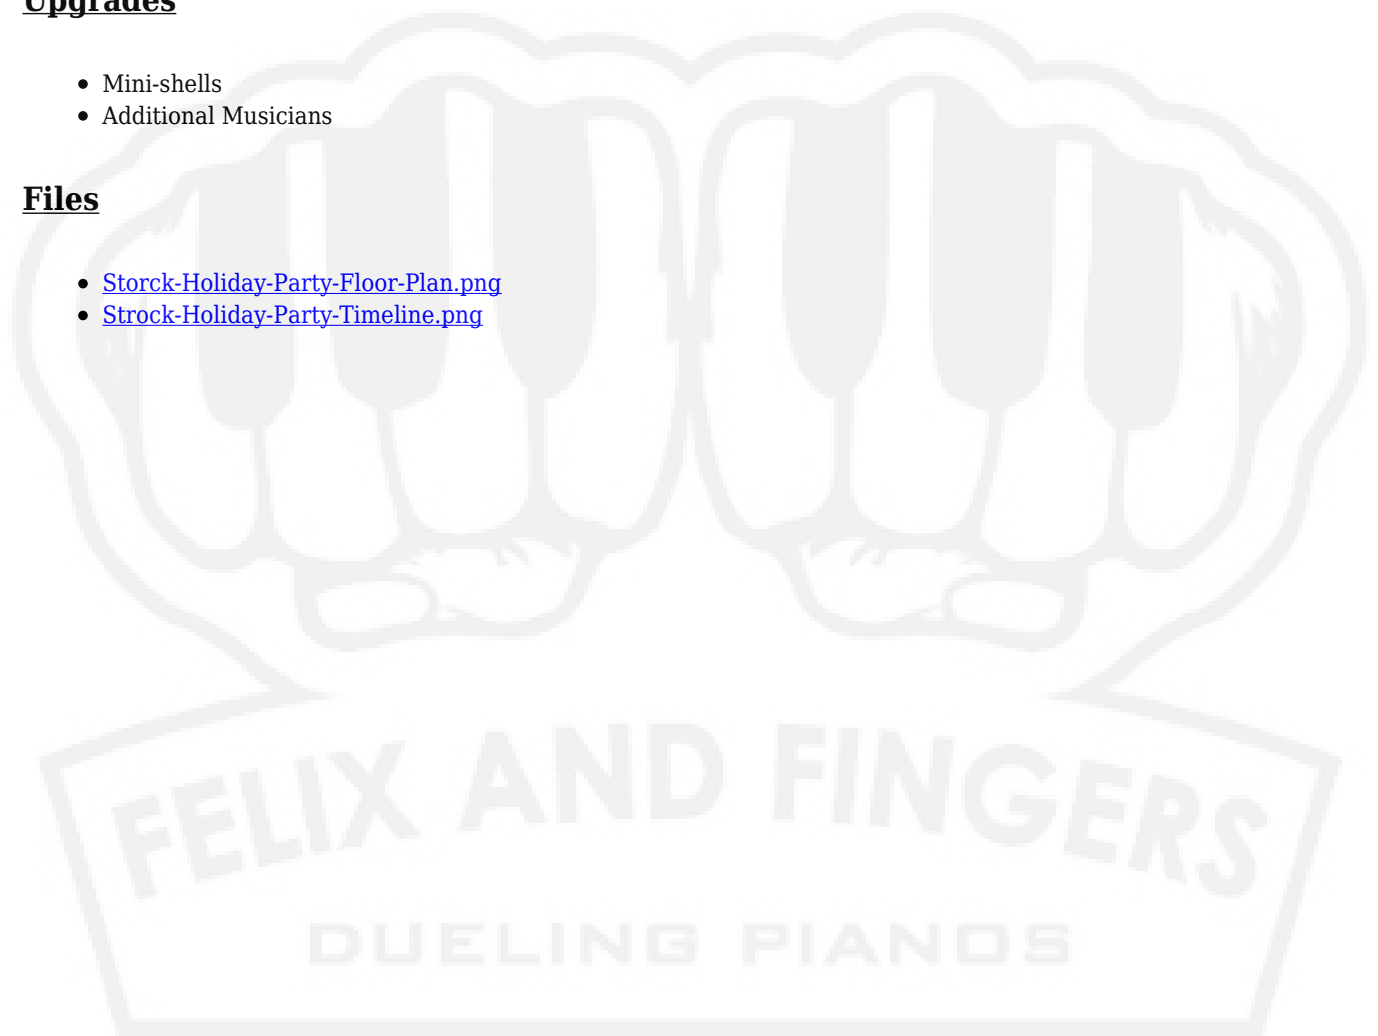 Upgrades
Mini-shells
Additional Musicians
Files
Storck-Holiday-Party-Floor-Plan.png
Strock-Holiday-Party-Timeline.png
FELIX AND FINGERS
DUELING PIANOS